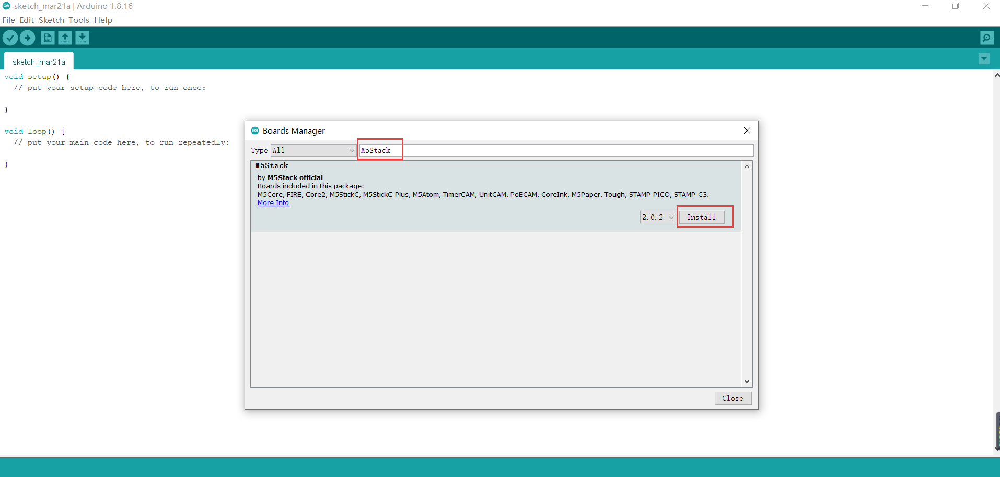 sketch_mar21a | Arduino 1.8.16
File Edit Sketch Tools Help
sketch_mar21a
void setup() {
// put your setup code here, to run once:
}
void loop() {
// put your main code here, to run repeatedly:
}
Boards Manager
Type All M5Stack
M5Stack
by M5Stack official
Boards included in this package:
M5Core, FIRE, Core2, M5StickC, M5StickC-Plus, M5Atom, TimerCAM, UnitCAM, PoECAM, CoreInk, M5Paper, Tough, STAMP-PICO, STAMP-C3.
More Info
2.0.2 Install
Close